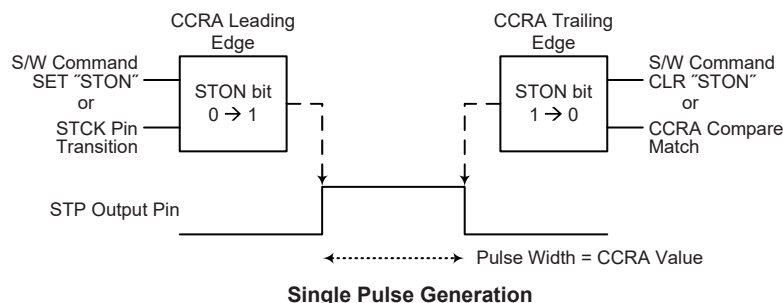 CCRA Leading
Edge
S/W Command
SET ˝STON˝
or
STCK Pin
Transition
STON bit
0 → 1
CCRA Trailing
Edge
STON bit
1 → 0
S/W Command
CLR ˝STON˝
or
CCRA Compare
Match
STP Output Pin
Pulse Width = CCRA Value
Single Pulse Generation